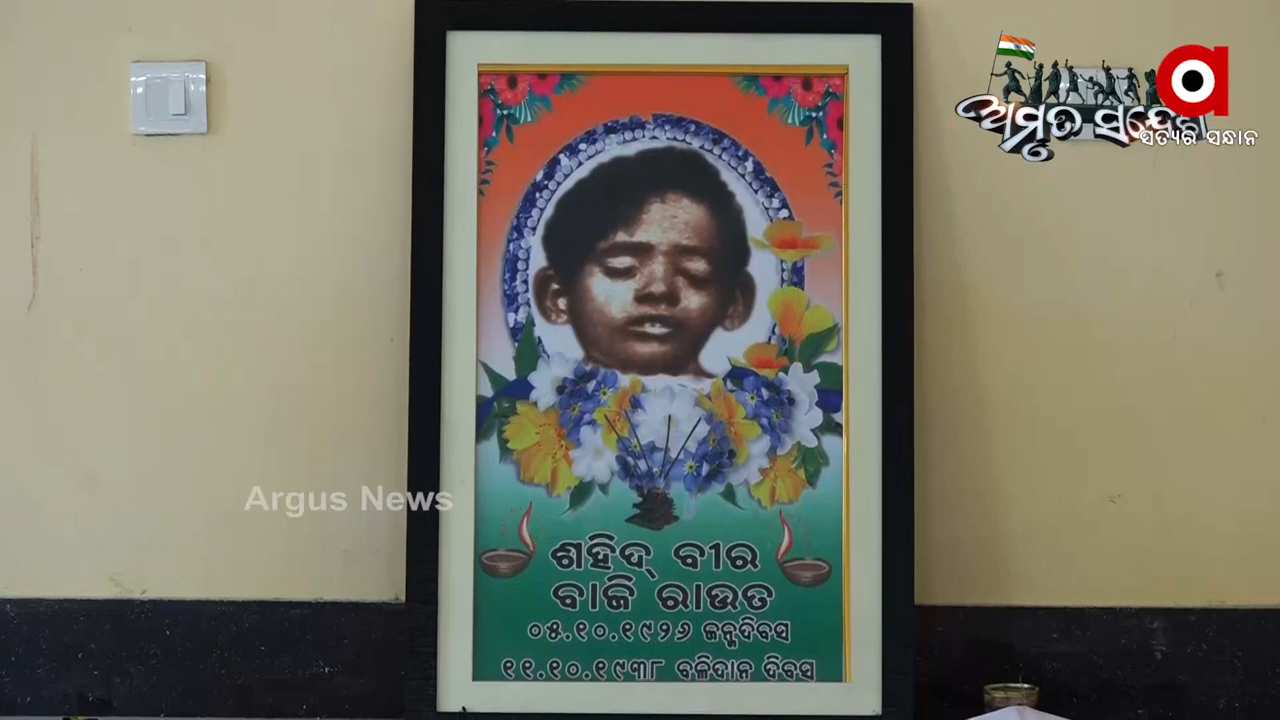 ଅମୃତ ସନ୍ଦେଶ
ସତ୍ୟର ସନ୍ଧାନ
Argus News
ଶହିଦ୍ ବୀର
ବାଜି ରାଉତ
୦୫.୧୦.୧୯୨୬ ଜନ୍ମଦିବସ
୧୧.୧୦.୧୯୩୮ ବଳିଦାନ ଦିବସ